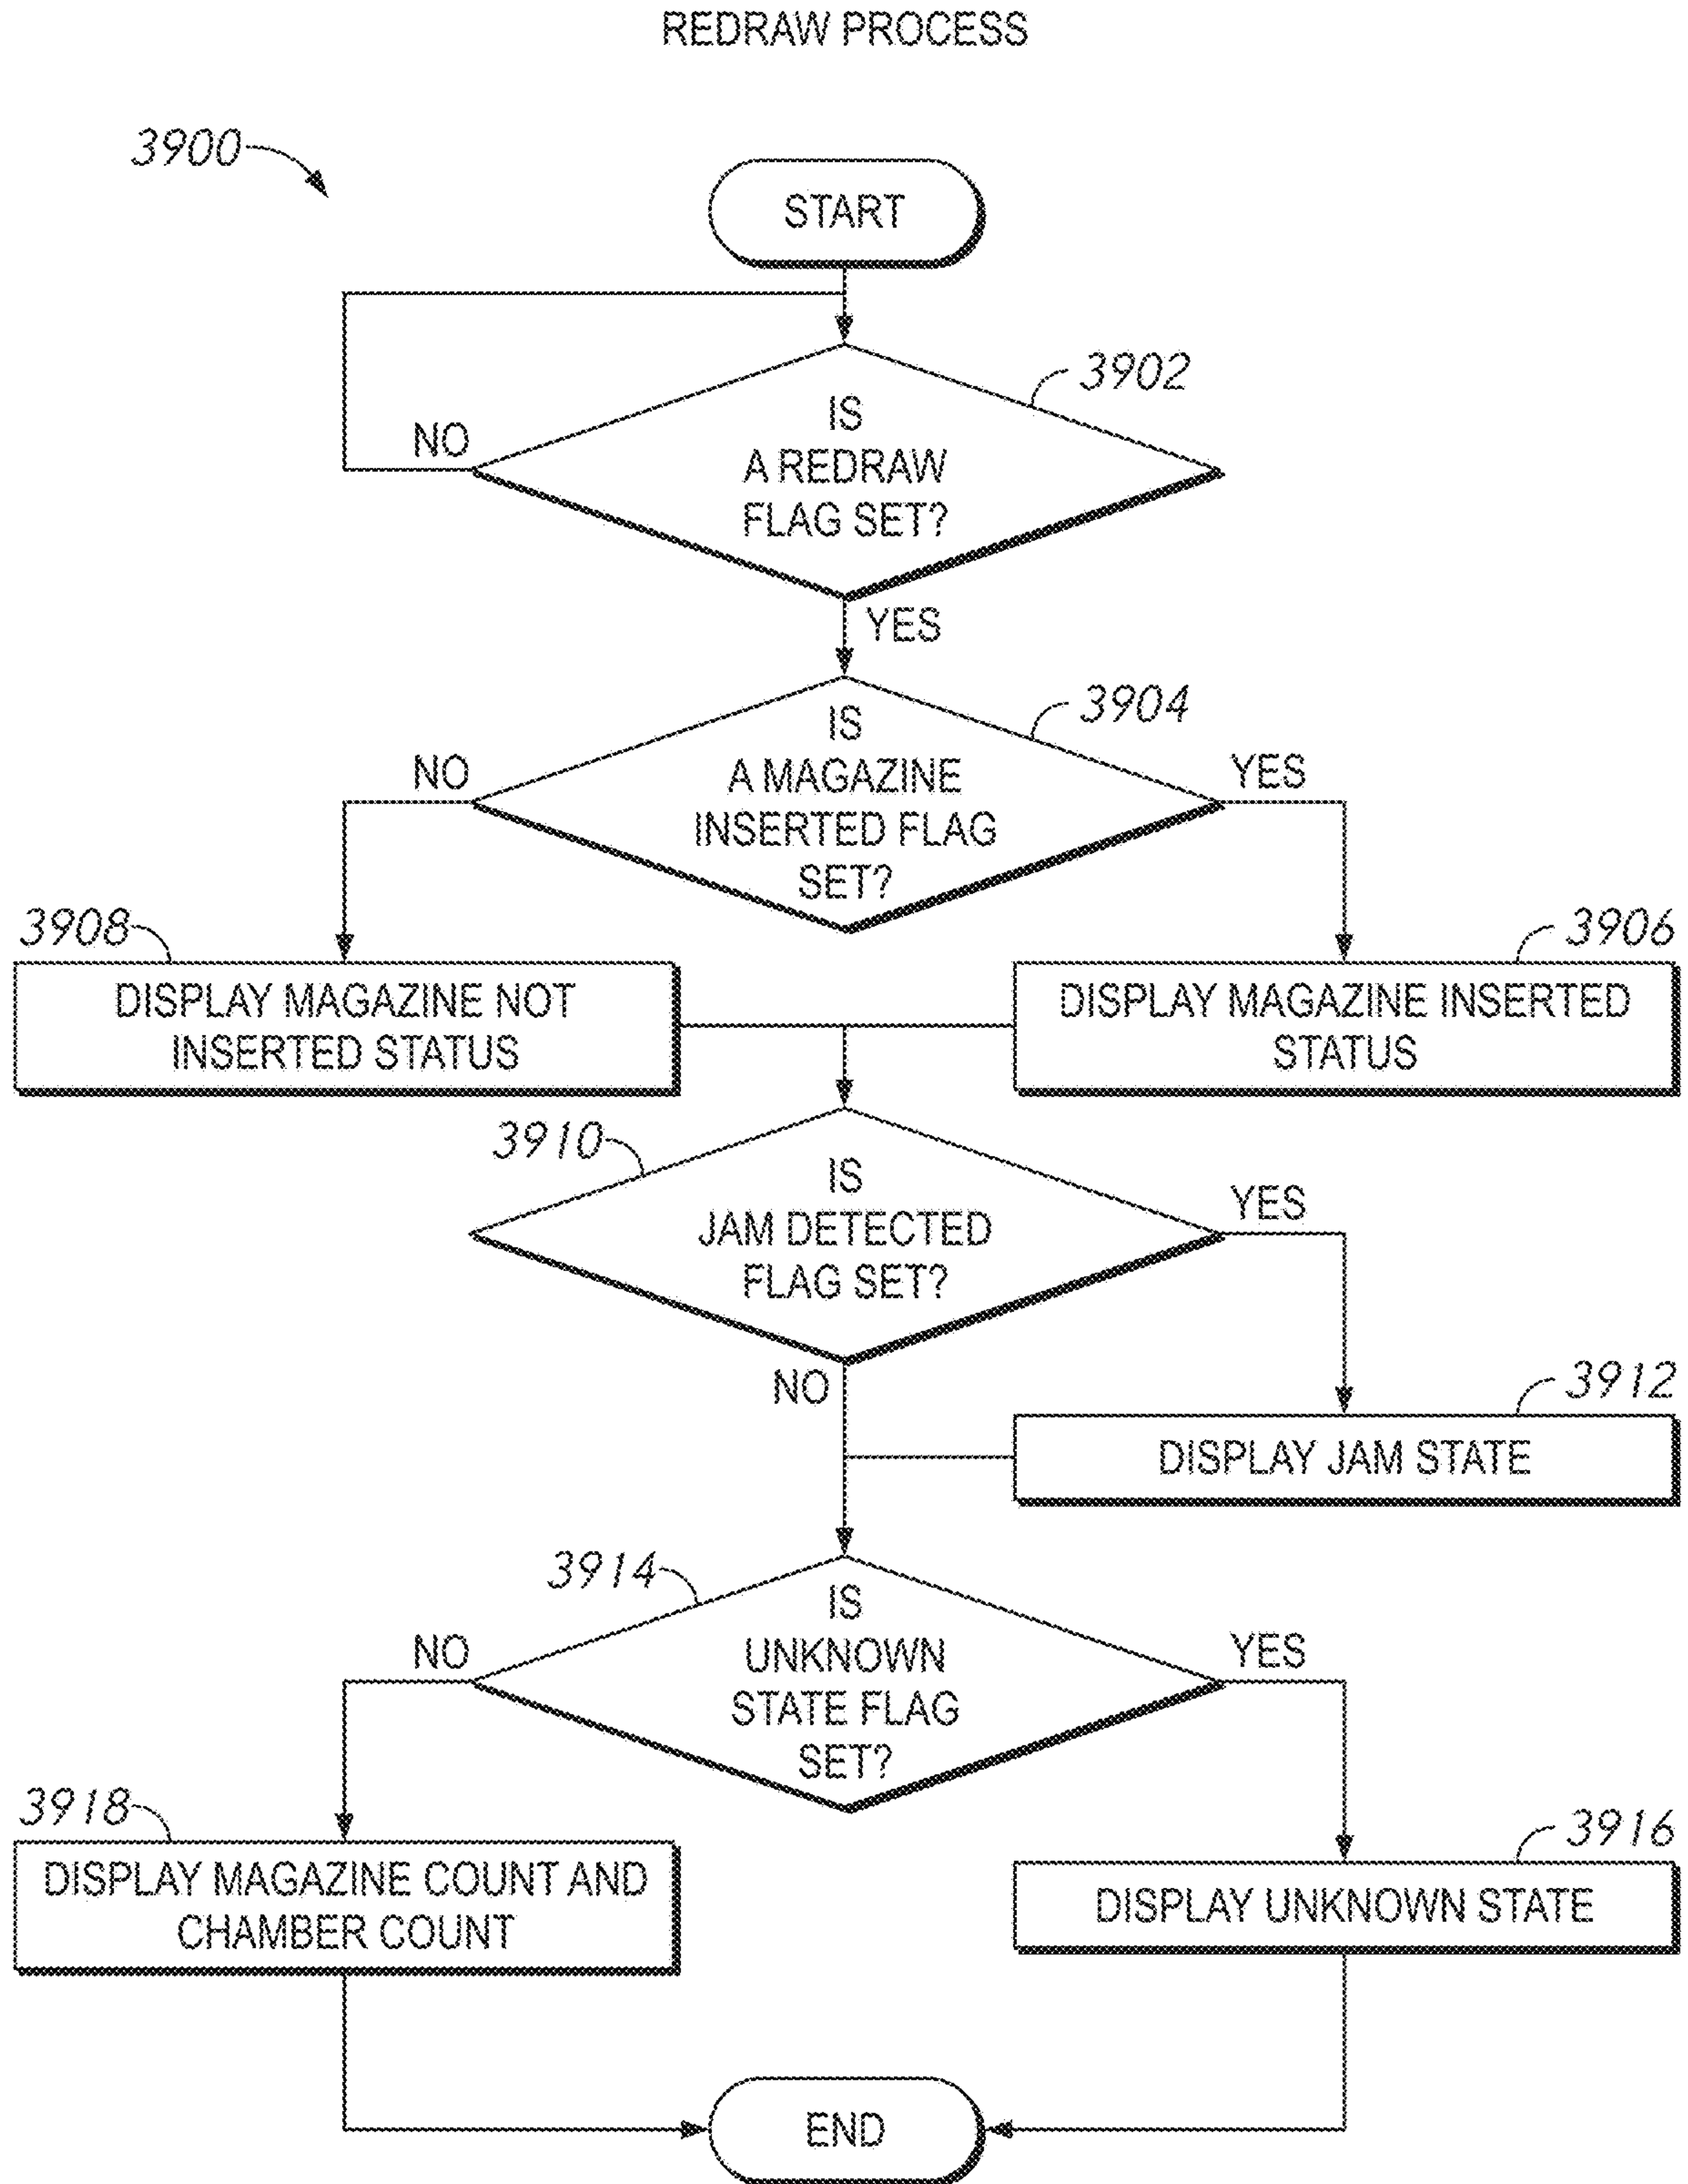 REDRAW PROCESS
3900
START
3902
IS
A REDRAW
FLAG SET?
NO
YES
3904
IS
A MAGAZINE
INSERTED FLAG
SET?
NO
YES
3908
3906
DISPLAY MAGAZINE NOT
INSERTED STATUS
DISPLAY MAGAZINE INSERTED
STATUS
3910
IS
JAM DETECTED
FLAG SET?
YES
NO
3912
DISPLAY JAM STATE
3914
IS
UNKNOWN
STATE FLAG
SET?
NO
YES
3918
3916
DISPLAY MAGAZINE COUNT AND
CHAMBER COUNT
DISPLAY UNKNOWN STATE
END